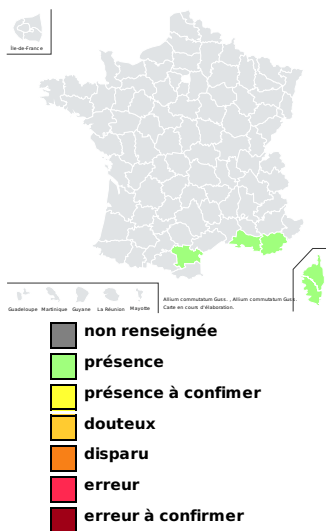 Île-de-France
Guadeloupe Martinique Guyane La Réunion Mayotte
Allium commutatum Guss. , Allium commutatum Guss.
Carte en cours d'élaboration.
non renseignée
présence
présence à confimer
douteux
disparu
erreur
erreur à confirmer